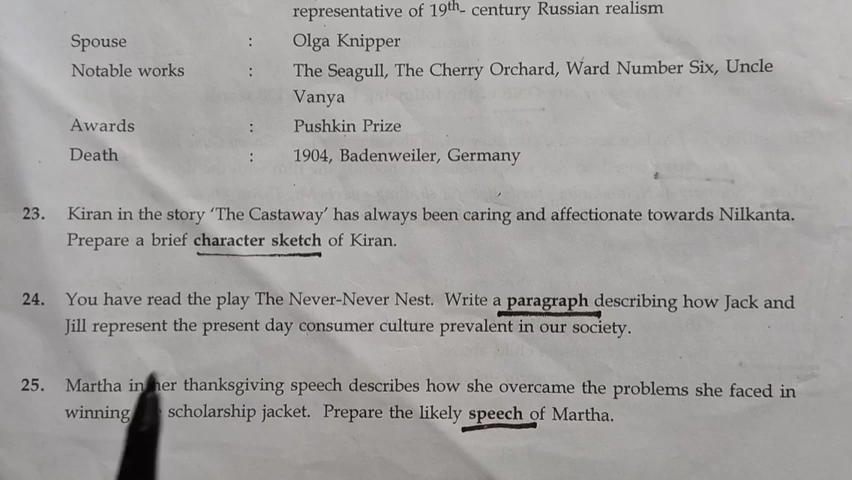 representative of 19th- century Russian realism
Spouse : Olga Knipper
Notable works : The Seagull, The Cherry Orchard, Ward Number Six, Uncle
Vanya
Awards : Pushkin Prize
Death : 1904, Badenweiler, Germany
23. Kiran in the story 'The Castaway' has always been caring and affectionate towards Nilkanta.
Prepare a brief character sketch of Kiran.
24. You have read the play The Never-Never Nest. Write a paragraph describing how Jack and
Jill represent the present day consumer culture prevalent in our society.
25. Martha in her thanksgiving speech describes how she overcame the problems she faced in
winning scholarship jacket. Prepare the likely speech of Martha.